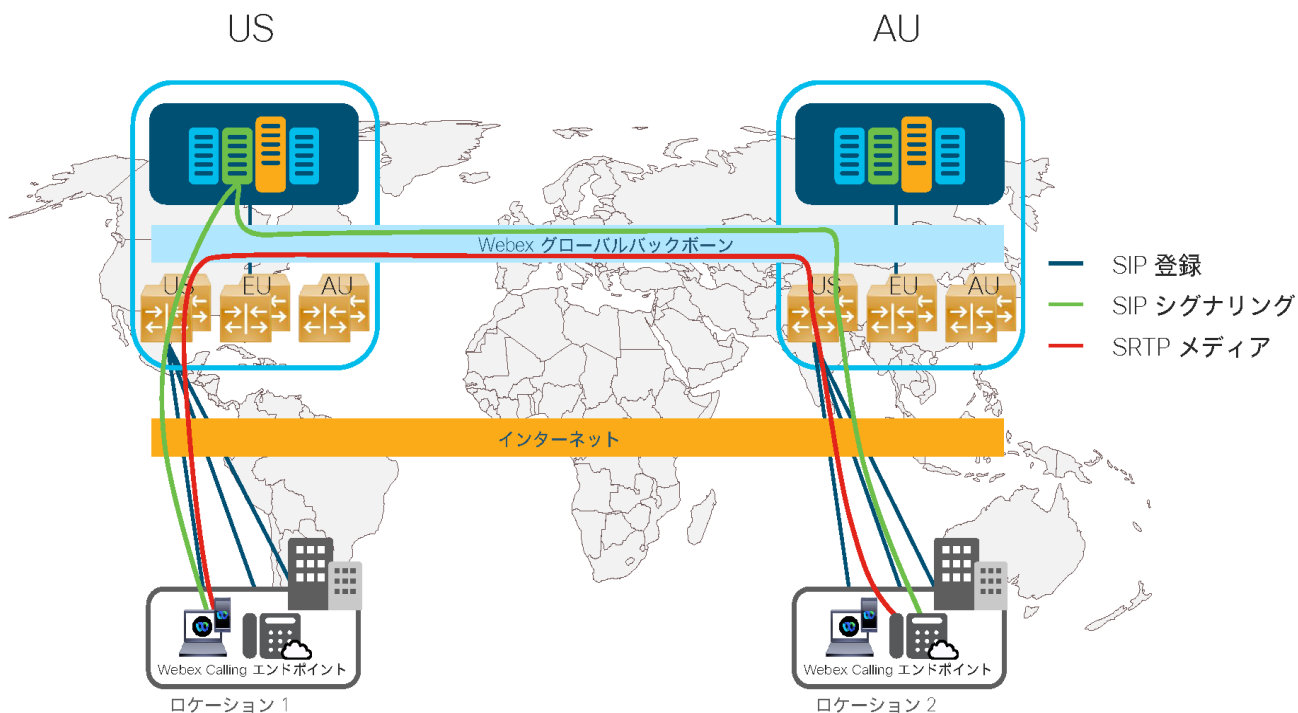 US
AU
Webex グローバルバックボーン
US
EU
AU
US
EU
AU
SIP 登録
SIP シグナリング
SRTP メディア
インターネット
Webex Calling エンドポイント
Webex Calling エンドポイント
ロケーション 1
ロケーション 2